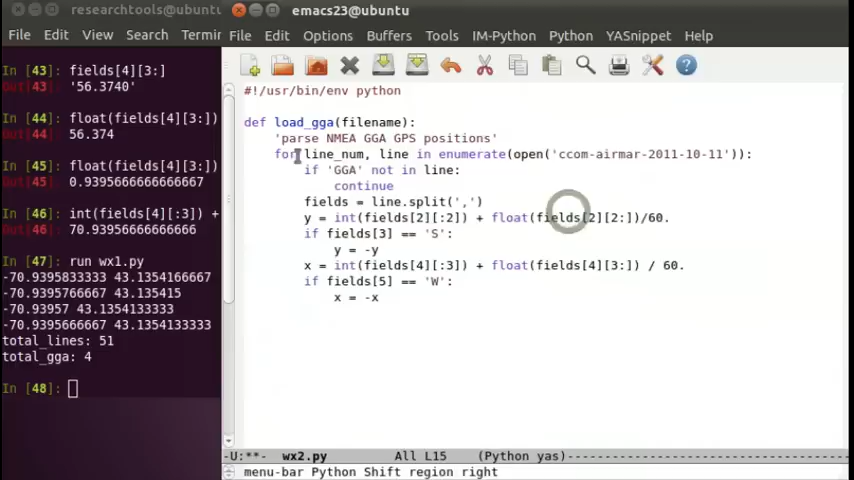 researchtools@ubuntu
emacs23@ubuntu
File Edit View Search Termin
File Edit Options Buffers Tools IM-Python Python YASnippet Help
In [43]: fields[4][3:]
Out[43]: '56.3740'
In [44]: float(fields[4][3:])
Out[44]: 56.374
In [45]: float(fields[4][3:])
Out[45]: 0.9395666666666667
In [46]: int(fields[4][:3]) +
Out[46]: 70.93956666666666
In [47]: run wx1.py
-70.9395833333 43.1354166667
-70.9395766667 43.135415
-70.93957 43.1354133333
-70.9395666667 43.1354133333
total_lines: 51
total_gga: 4
In [48]:
#!/usr/bin/env python
def load_gga(filename):
'parse NMEA GGA GPS positions'
for line_num, line in enumerate(open('ccom-airmar-2011-10-11')):
if 'GGA' not in line:
continue
fields = line.split(',')
y = int(fields[2][:2]) + float(fields[2][2:])/60.
if fields[3] == 'S':
y = -y
x = int(fields[4][:3]) + float(fields[4][3:]) / 60.
if fields[5] == 'W':
x = -x
-U:**- wx2.py All L15 (Python yas)
menu-bar Python Shift region right